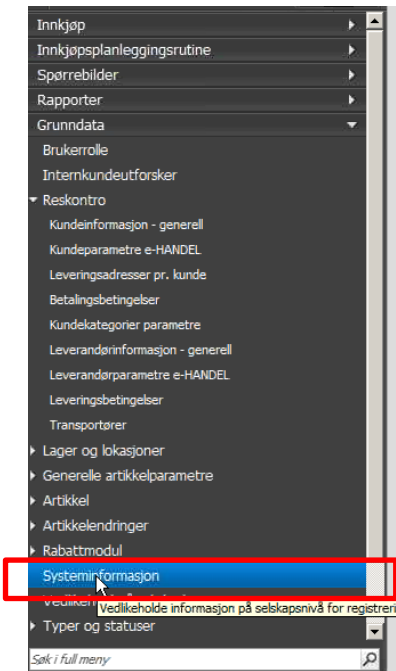 Innkjøp
Innkjøpsplanleggingsrutine
Spørrebilder
Rapporter
Grunndata
Brukerrolle
Internkundeutforsker
Reskontro
Kundeinformasjon - generell
Kundeparametre e-HANDEL
Leveringsadresser pr. kunde
Betalingsbetingelser
Kundekategorier parametre
Leverandørinformasjon - generell
Leverandørparametre e-HANDEL
Leveringsbetingelser
Transportører
Lager og lokasjoner
Generelle artikkelparametre
Artikkel
Artikkelendringer
Rabattmodul
Systeminformasjon
Vedlikeholde informasjon på selskapsnivå for registreri
Typer og statuser
Søk i full meny